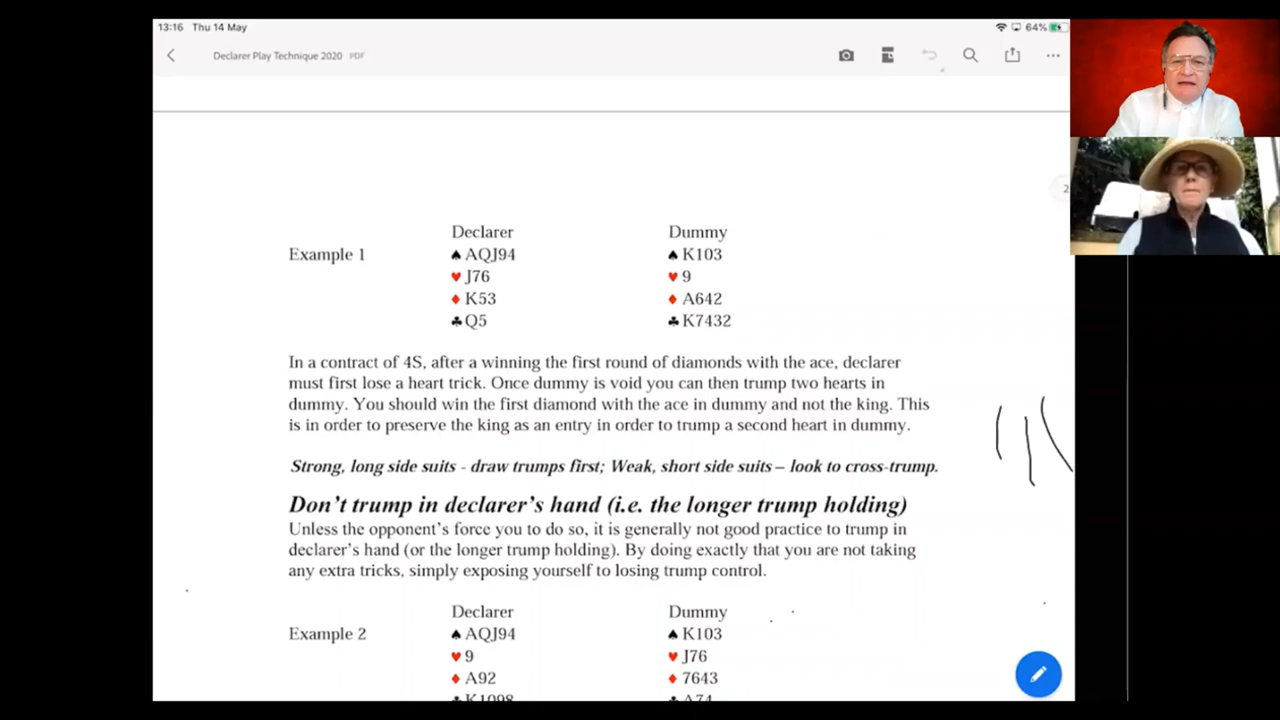 13:16 Thu 14 May
64%
Declarer Play Technique 2020 PDF
2
Declarer Dummy
Example 1 ♠ AQJ94 ♠ K103
♥ J76 ♥ 9
♦ K53 ♦ A642
♣ Q5 ♣ K7432
In a contract of 4S, after a winning the first round of diamonds with the ace, declarer
must first lose a heart trick. Once dummy is void you can then trump two hearts in
dummy. You should win the first diamond with the ace in dummy and not the king. This
is in order to preserve the king as an entry in order to trump a second heart in dummy.
Strong, long side suits - draw trumps first; Weak, short side suits – look to cross-trump.
Don't trump in declarer's hand (i.e. the longer trump holding)
Unless the opponent's force you to do so, it is generally not good practice to trump in
declarer's hand (or the longer trump holding). By doing exactly that you are not taking
any extra tricks, simply exposing yourself to losing trump control.
Declarer Dummy
Example 2 ♠ AQJ94 ♠ K103
♥ 9 ♥ J76
♦ A92 ♦ 7643
♣ K1098 ♣ A74